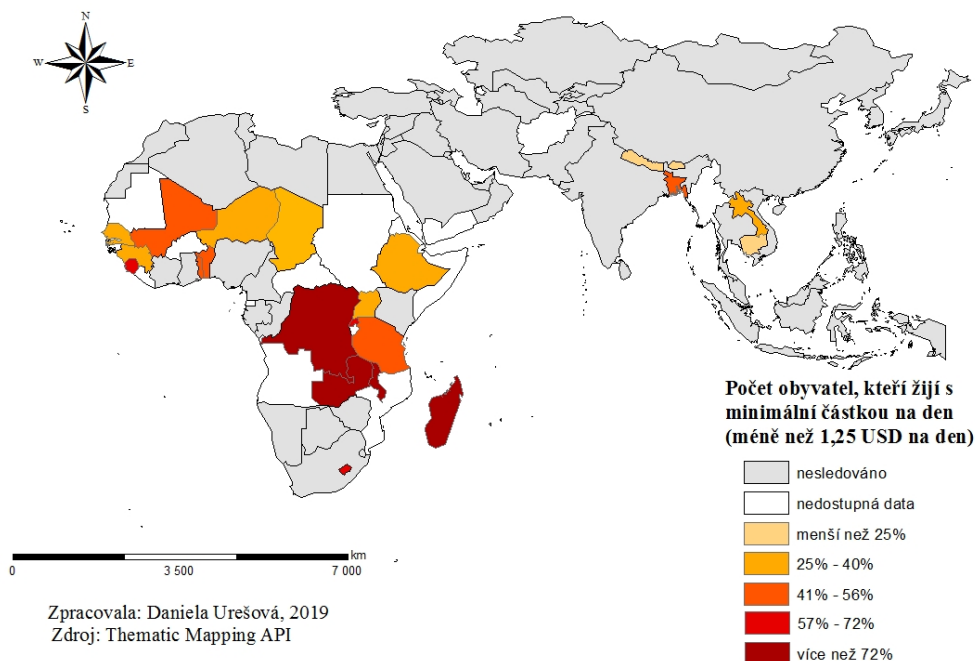 N
W
E
S
Počet obyvatel, kteří žijí s
minimální částkou na den
(méně než 1,25 USD na den)
nesledováno
nedostupná data
menší než 25%
25% - 40%
41% - 56%
57% - 72%
více než 72%
km
0
3 500
7 000
Zpracovala: Daniela Urešová, 2019
Zdroj: Thematic Mapping API